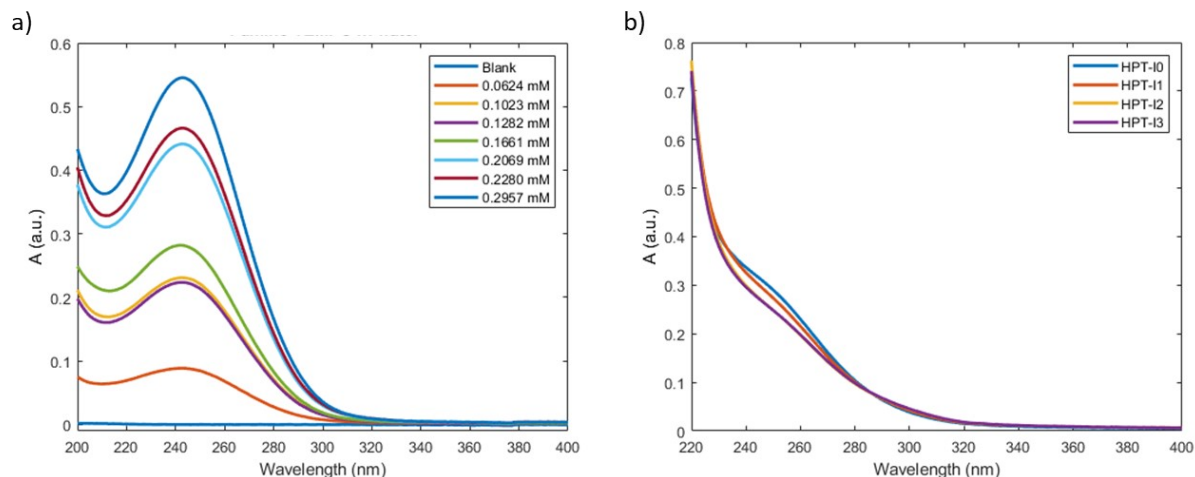 a)
0.6
0.5
0.4
0.3
0.2
0.1
0
A (a.u.)
200 220 240 260 280 300 320 340 360 380 400
Wavelength (nm)
Blank
0.0624 mM
0.1023 mM
0.1282 mM
0.1661 mM
0.2069 mM
0.2280 mM
0.2957 mM
b)
0.8
0.7
0.6
0.5
0.4
0.3
0.2
0.1
0
A (a.u.)
220 240 260 280 300 320 340 360 380 400
Wavelength (nm)
HPT-I0
HPT-I1
HPT-I2
HPT-I3